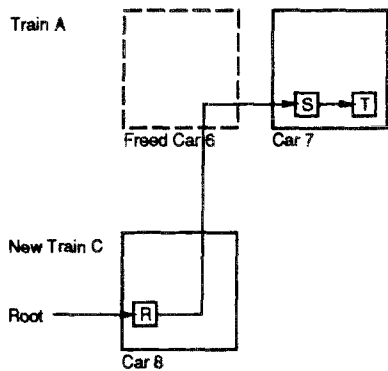 Train A
S
T
Freed Car 6
Car 7
New Train C
Root
R
Car 8